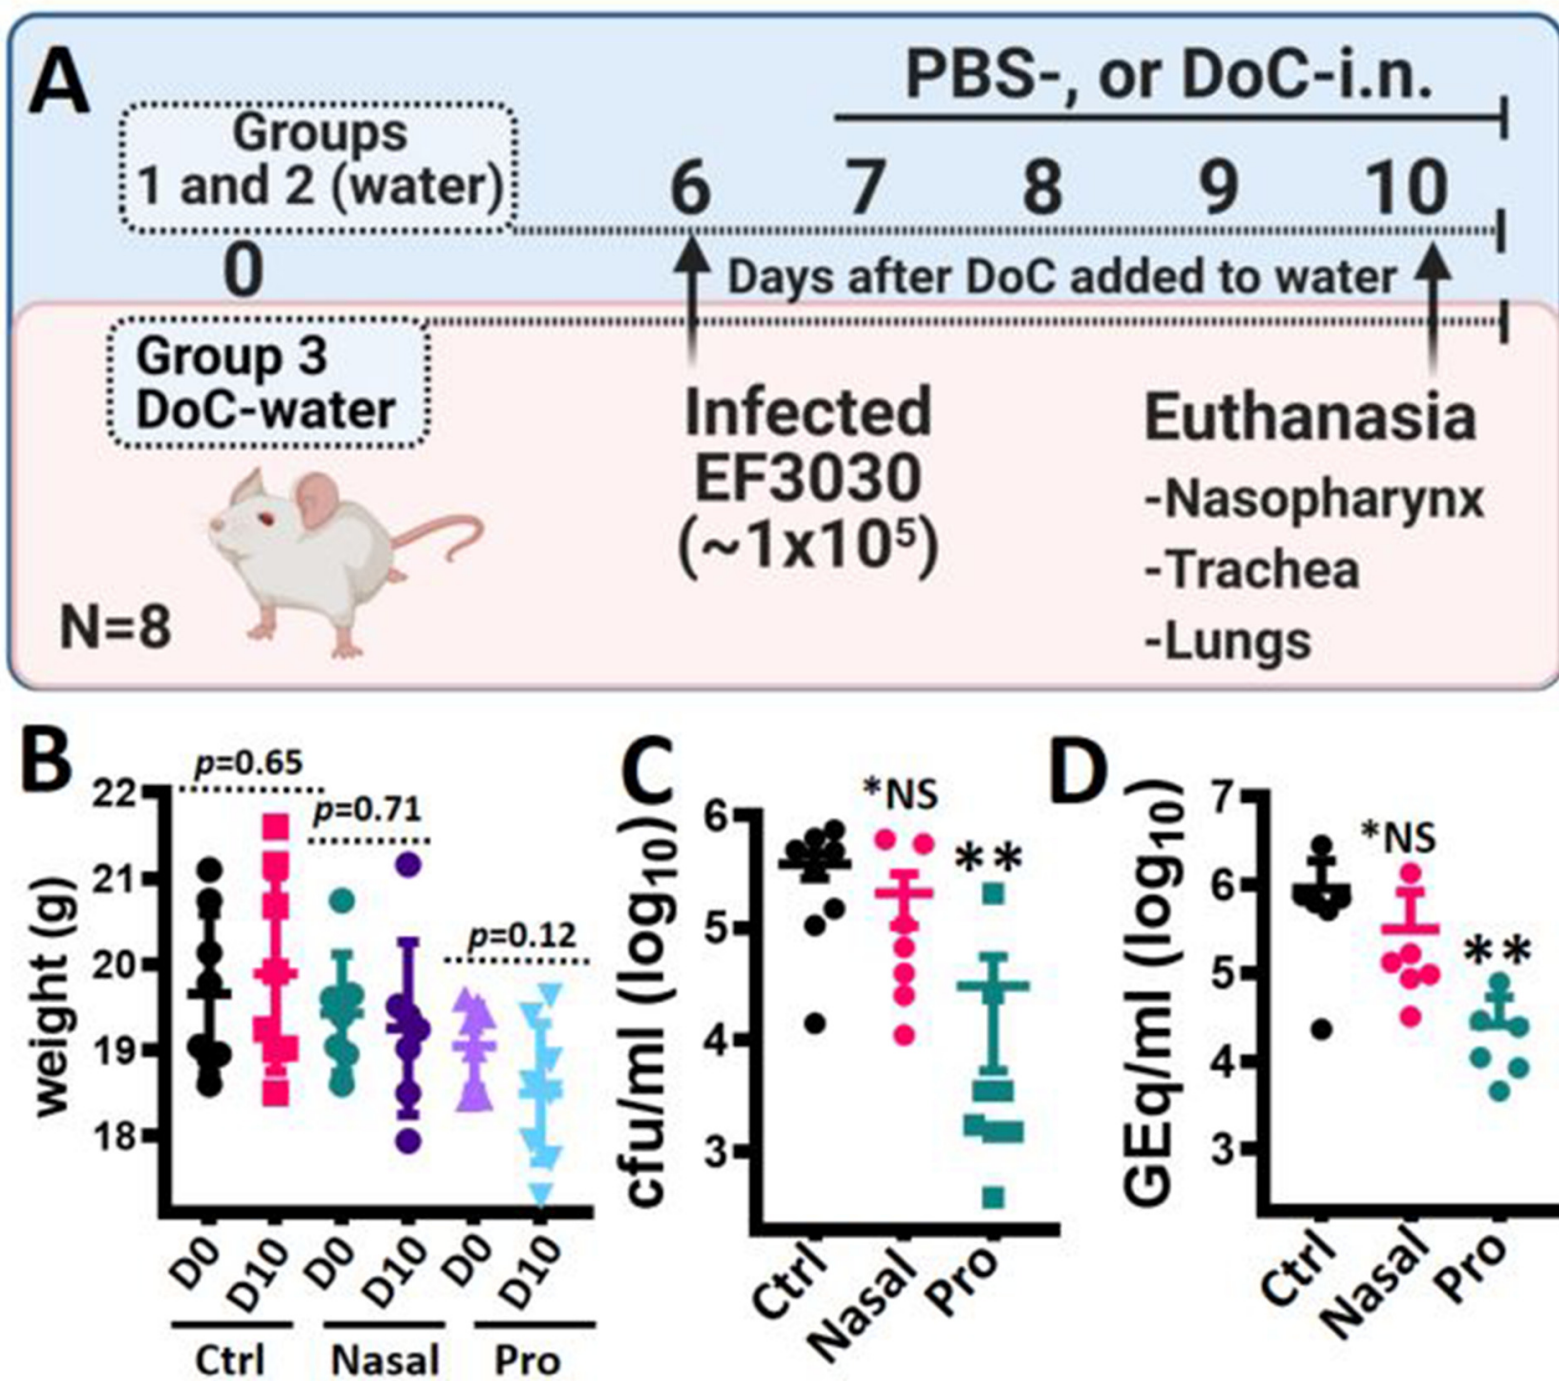 A
PBS-, or DoC-i.n.
Groups
1 and 2 (water)
6 7 8 9 10
0
Days after DoC added to water
Group 3
DoC-water
Infected
EF3030
(~1x10⁵)
Euthanasia
-Nasopharynx
-Trachea
-Lungs
N=8
B
weight (g)
22
21
20
19
18
p=0.65
p=0.71
p=0.12
D0 D10 D0 D10 D0 D10
Ctrl Nasal Pro
C
cfu/ml (log₁₀)
6
5
4
3
*NS
**
Ctrl Nasal Pro
D
GEq/ml (log₁₀)
7
6
5
4
3
*NS
**
Ctrl Nasal Pro